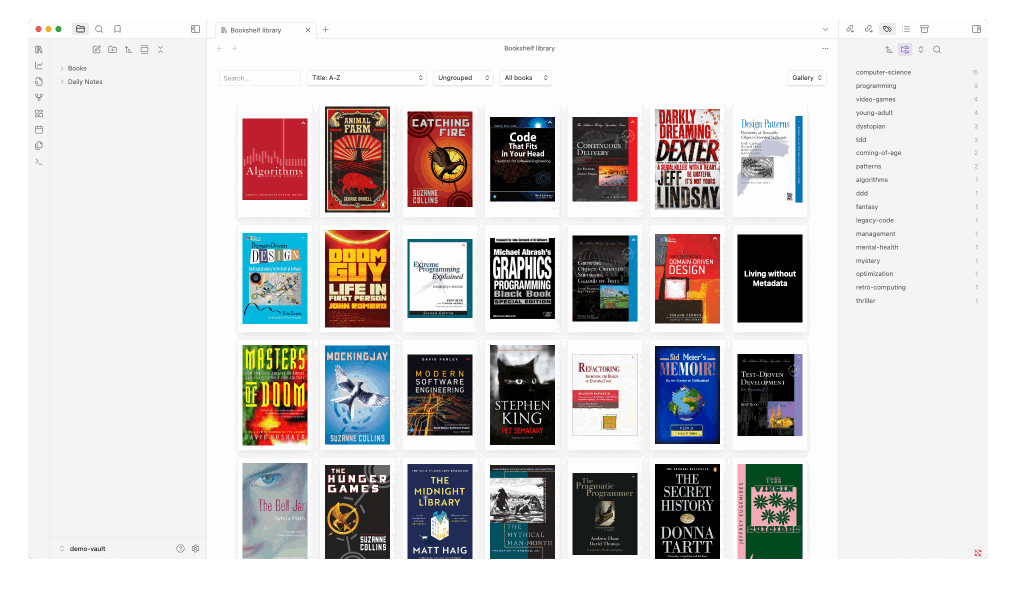 Bookshelf library
Bookshelf library
Books
Daily Notes
Search...
Title: A-Z
Ungrouped
All books
Gallery
computer-science 15
programming 9
video-games 4
young-adult 4
dystopian 3
tdd 3
coming-of-age 2
patterns 2
algorithms 1
ddd 1
fantasy 1
legacy-code 1
management 1
mental-health 1
mystery 1
optimization 1
retro-computing 1
thriller 1
Algorithms
ANIMAL
FARM
GEORGE ORWELL
CATCHING
FIRE
SUZANNE
COLLINS
Code
That Fits
in Your Head
CONTINUOUS
DELIVERY
DARKLY
DREAMING
DEXTER
JEFF
LINDSAY
Design Patterns
Domain-Driven
DESIGN
DOOM
GUY
LIFE IN
FIRST PERSON
JOHN ROMERO
Extreme
Programming
Explained
Second Edition
Michael Abrash's
GRAPHICS
PROGRAMMING
Black Book
SPECIAL EDITION
GROWING
OBJECT-ORIENTED
SOFTWARE,
GUIDED BY TESTS
DOMAIN-DRIVEN
DESIGN
Living without
Metadata
MASTERS
OF DOOM
DAVID KUSHNER
MOCKINGJAY
SUZANNE COLLINS
DAVID FARLEY
MODERN
SOFTWARE
ENGINEERING
STEPHEN
KING
PET SEMATARY
REFACTORING
Sid Meier's
MEMOIR!
TEST-DRIVEN
DEVELOPMENT
The Bell Jar
Sylvia Plath
THE
HUNGER
GAMES
SUZANNE
COLLINS
THE
MIDNIGHT
LIBRARY
MATT HAIG
THE
MYTHICAL
MAN-MONTH
The
Pragmatic
Programmer
Andrew Hunt
David Thomas
THE
SECRET
HISTORY
DONNA
TARTT
JEFFREY EUGENIDES
THE
VIRGIN
demo-vault